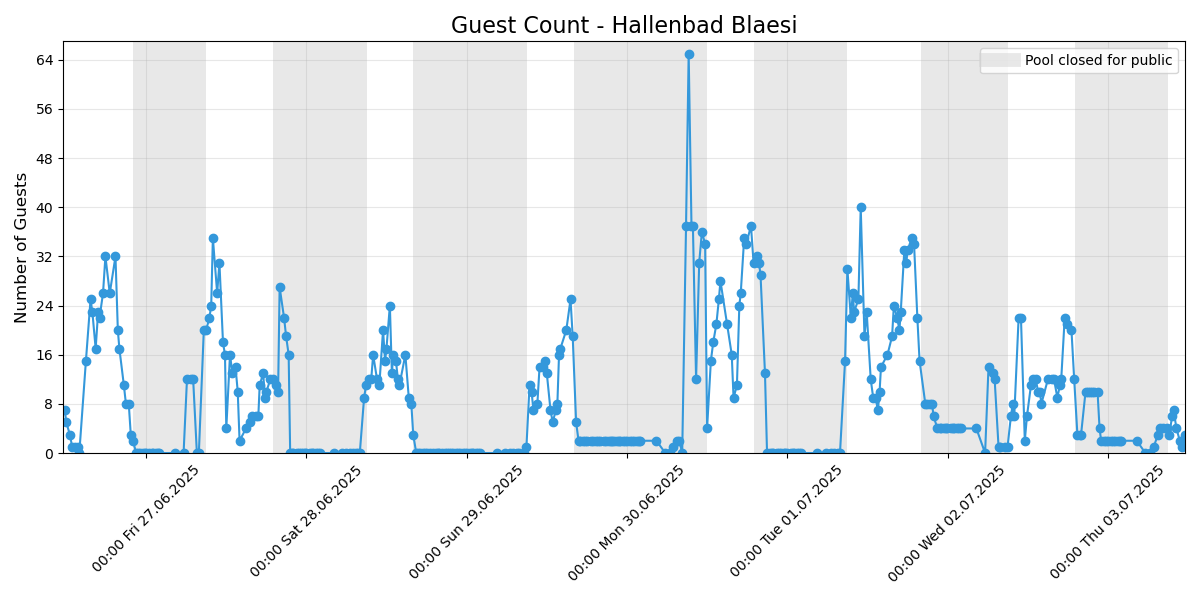 Guest Count - Hallenbad Blaesi
Pool closed for public
Number of Guests
64
56
48
40
32
24
16
8
0
00:00 Fri 27.06.2025
00:00 Sat 28.06.2025
00:00 Sun 29.06.2025
00:00 Mon 30.06.2025
00:00 Tue 01.07.2025
00:00 Wed 02.07.2025
00:00 Thu 03.07.2025